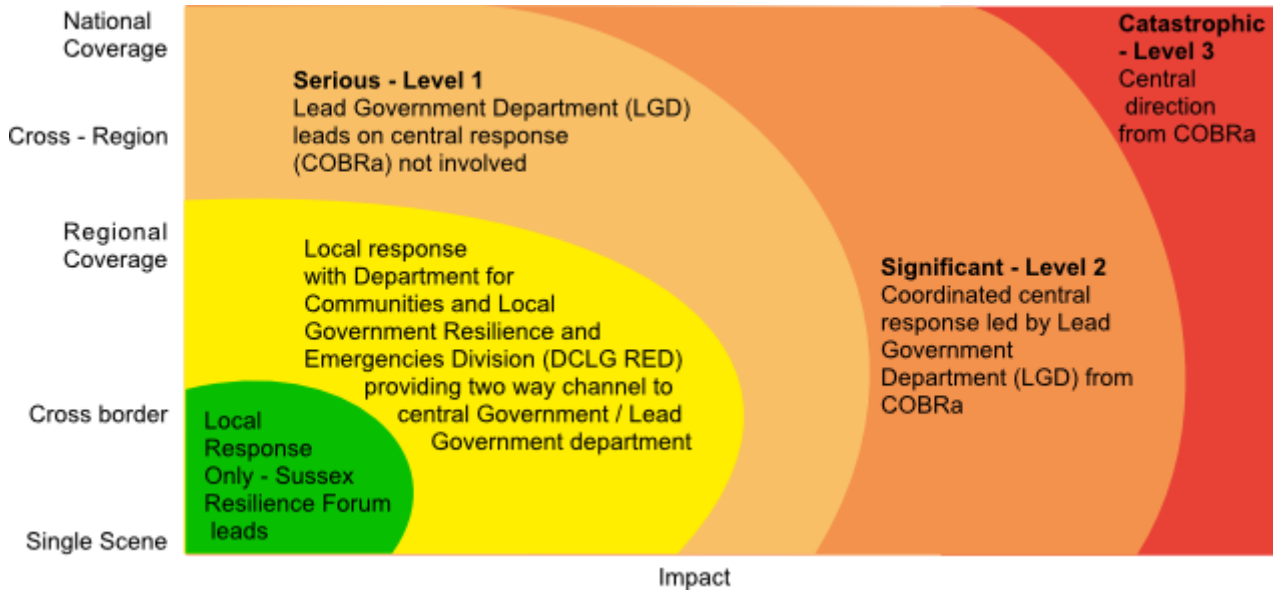 National
Coverage
Cross - Region
Regional
Coverage
Cross border
Single Scene
Serious - Level 1
Lead Government Department (LGD)
leads on central response
(COBRa) not involved
Catastrophic
- Level 3
Central
direction
from COBRa
Local response
with Department for
Communities and Local
Government Resilience and
Emergencies Division (DCLG RED)
providing two way channel to
central Government / Lead
Government department
Significant - Level 2
Coordinated central
response led by Lead
Government
Department (LGD) from
COBRa
Local
Response
Only - Sussex
Resilience Forum
leads
Impact